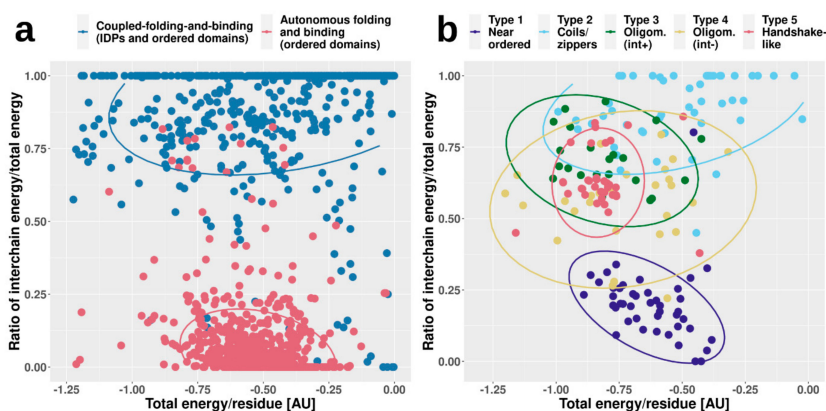 a
Coupled-folding-and-binding
(IDPs and ordered domains)
Autonomous folding
and binding
(ordered domains)
Ratio of interchain energy/total energy
1.00
0.75
0.50
0.25
0.00
-1.25
-1.00
-0.75
-0.50
-0.25
0.00
Total energy/residue [AU]
b
Type 1
Near
ordered
Type 2
Coils/
zippers
Type 3
Oligom.
(int+)
Type 4
Oligom.
(int-)
Type 5
Handshake-
like
Ratio of interchain energy/total energy
1.00
0.75
0.50
0.25
0.00
-1.25
-1.00
-0.75
-0.50
-0.25
0.00
Total energy/residue [AU]